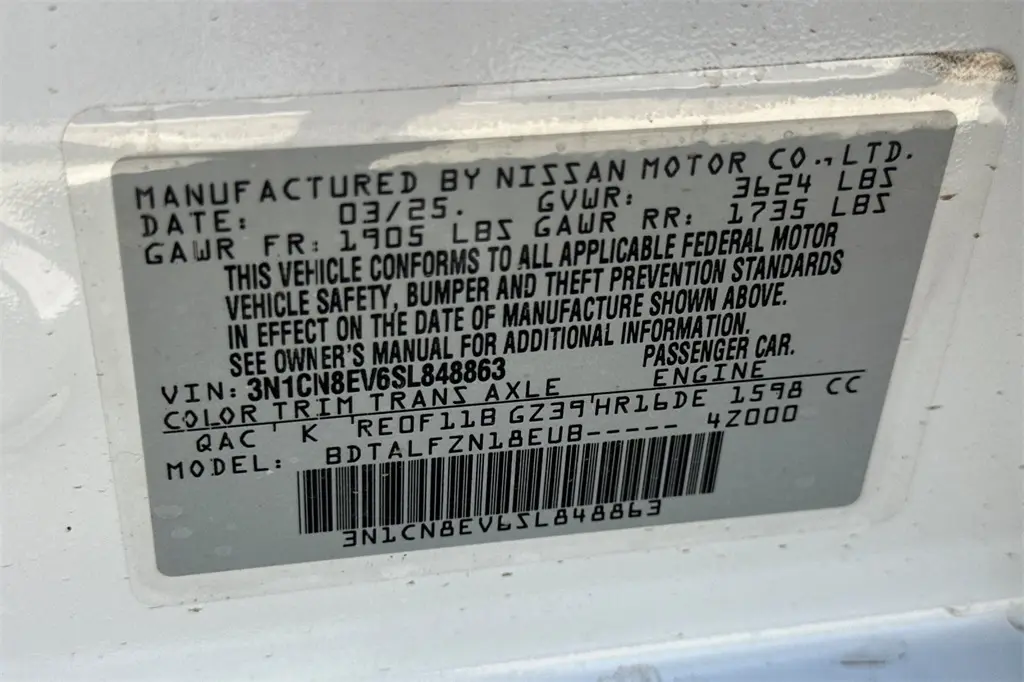 MANUFACTURED BY NISSAN MOTOR CO., LTD.
DATE: 03/25. GVWR: 3624 LBS
GAWR FR: 1905 LBS GAWR RR: 1735 LBS
THIS VEHICLE CONFORMS TO ALL APPLICABLE FEDERAL MOTOR
VEHICLE SAFETY, BUMPER AND THEFT PREVENTION STANDARDS
IN EFFECT ON THE DATE OF MANUFACTURE SHOWN ABOVE.
SEE OWNER'S MANUAL FOR ADDITIONAL INFORMATION.
VIN: 3N1CN8EV6SL848863 PASSENGER CAR.
COLOR TRIM TRANS AXLE ENGINE
QAC' K 'RE0F11B GZ39'HR16DE 1598 CC
MODEL: BDTALFZN18EUB----- 4Z000
3N1CN8EV6SL848863